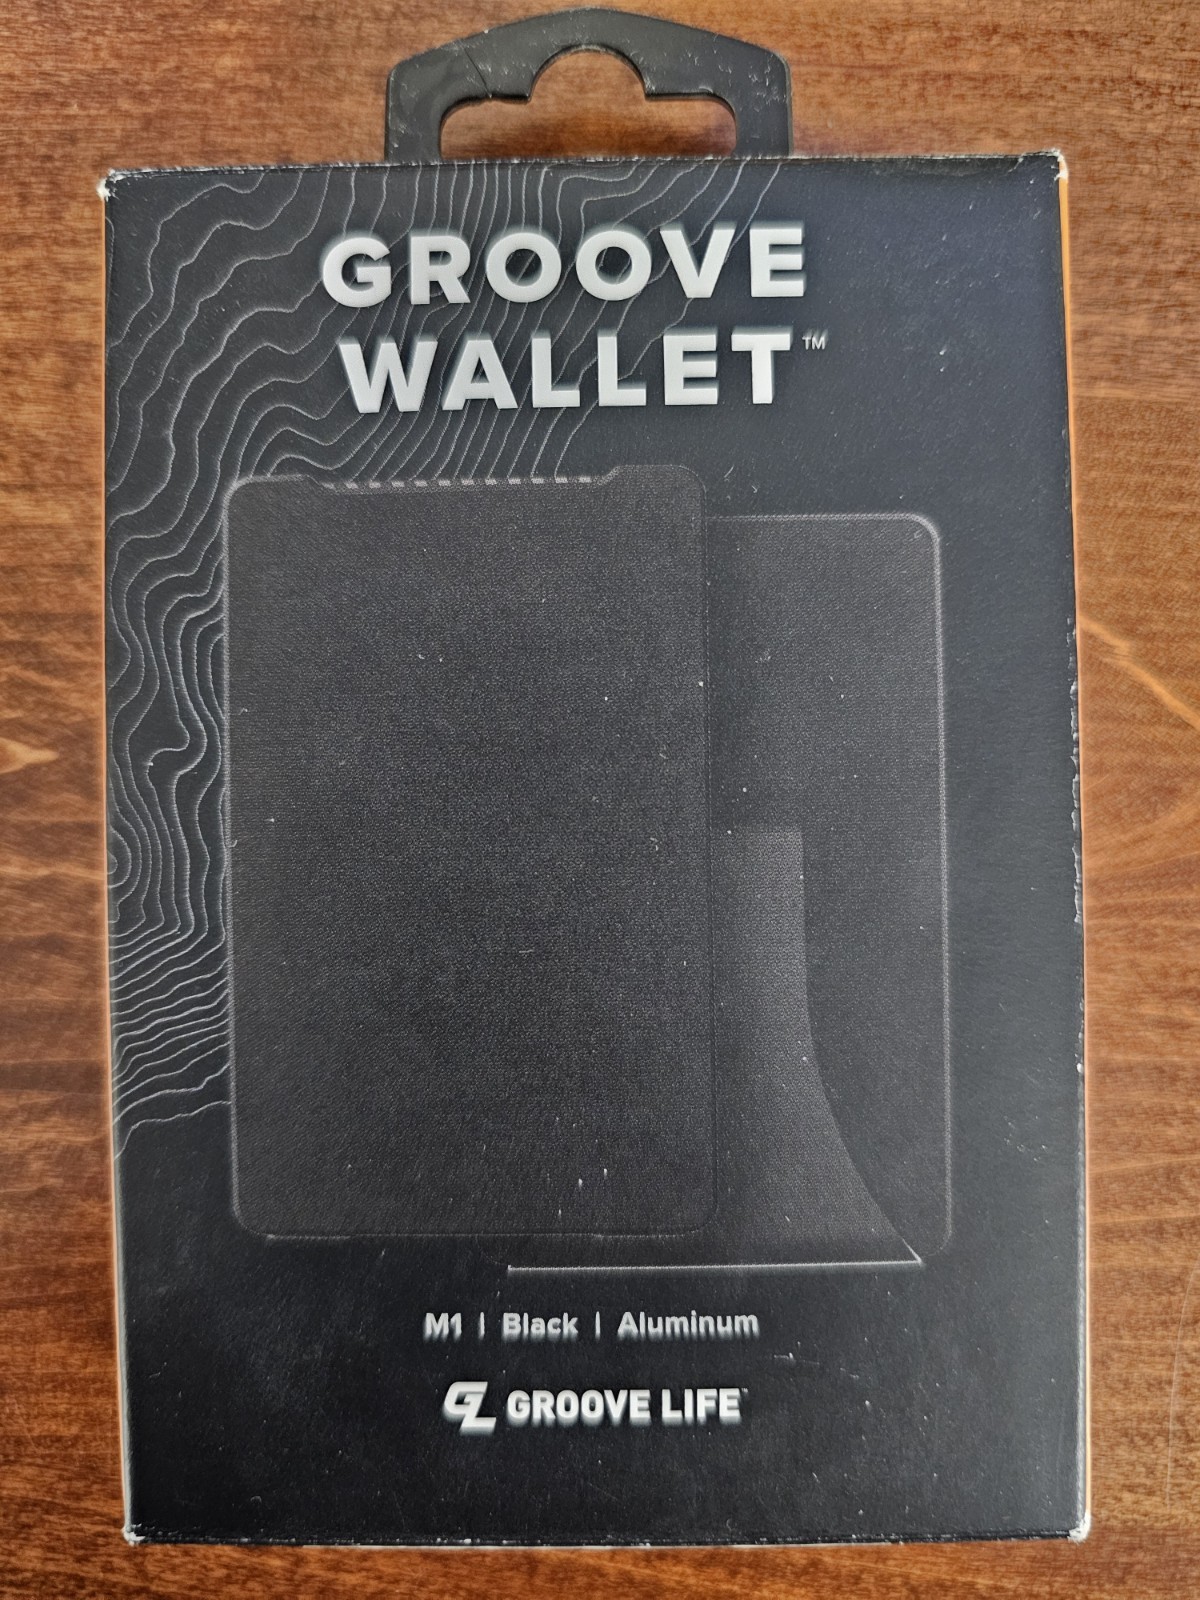 GROOVE
WALLET™
M1 | Black | Aluminum
GL GROOVE LIFE™